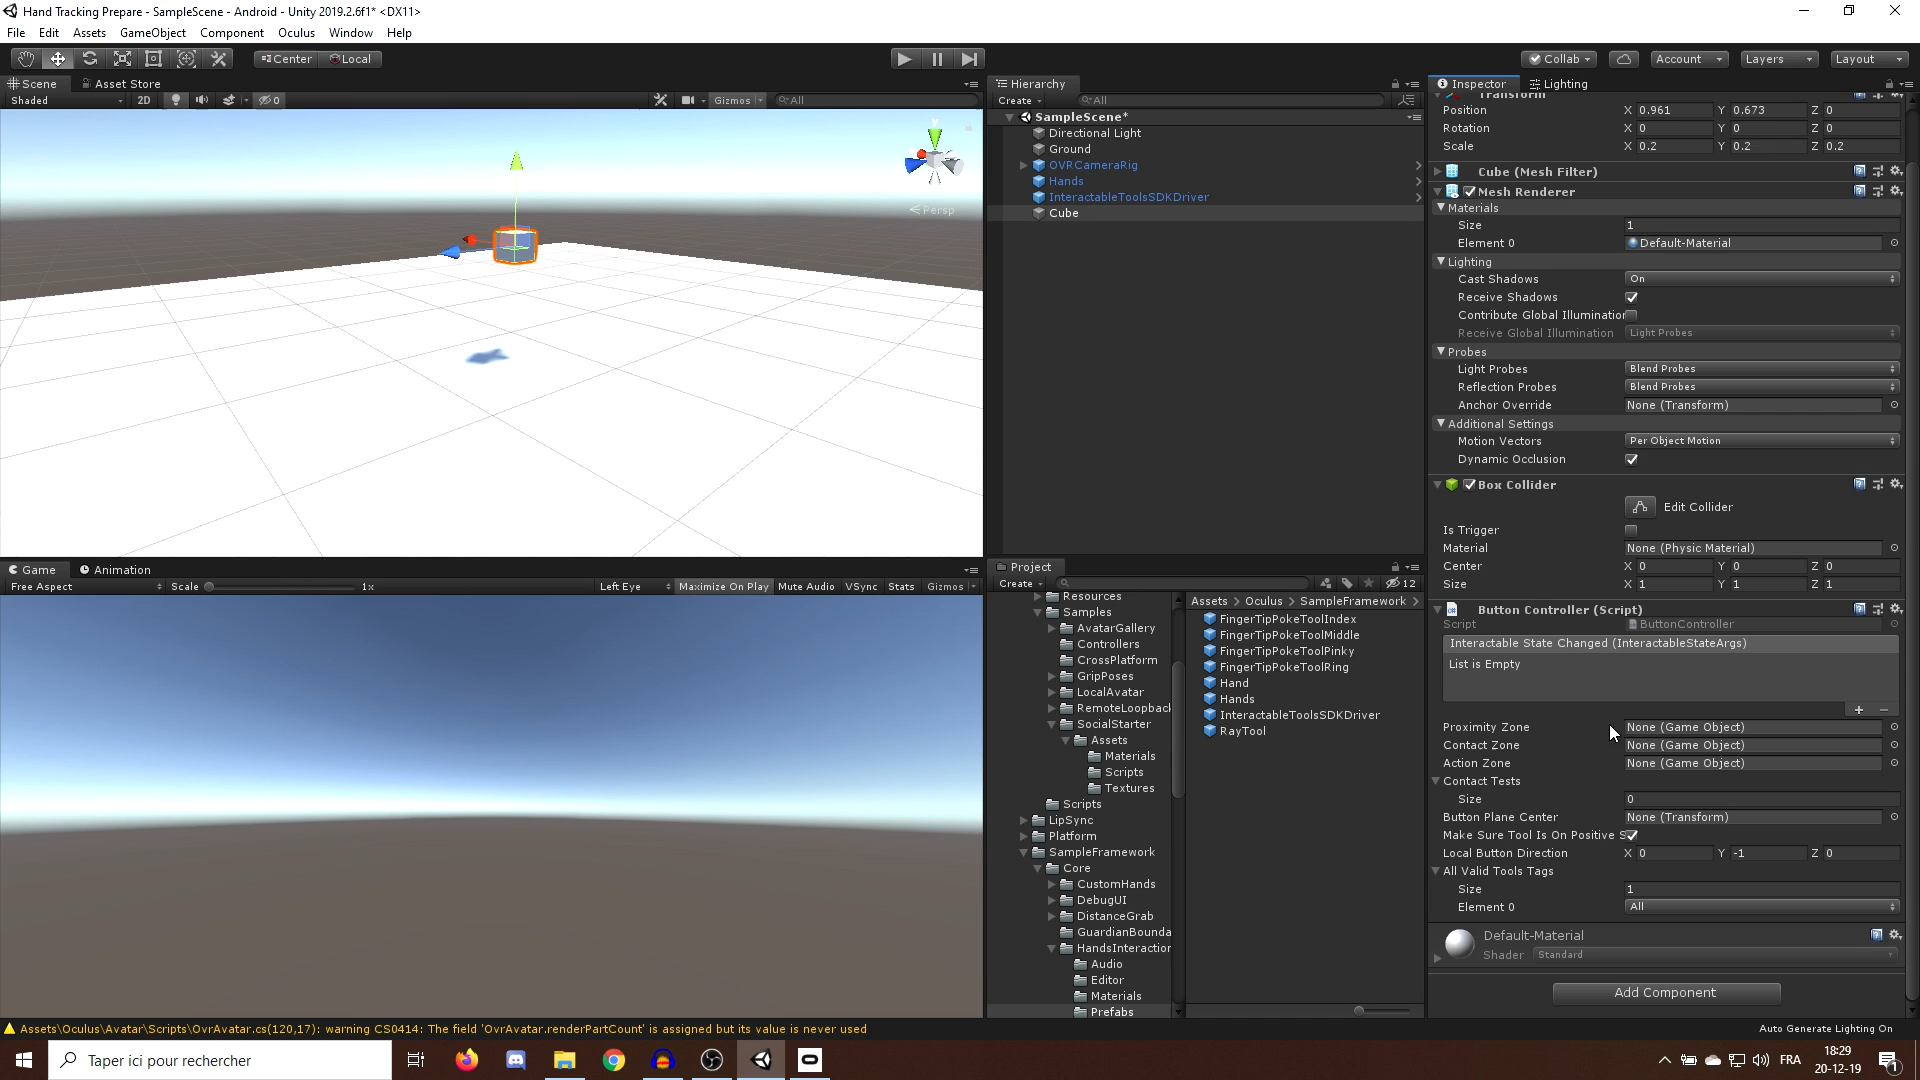 Hand Tracking Prepare - SampleScene - Android - Unity 2019.2.6f1* <DX11>
File Edit Assets GameObject Component Oculus Window Help
Center Local
Collab Account Layers Layout
Scene Asset Store
Shaded 2D 0 Gizmos All
Persp
Hierarchy
Create All
SampleScene*
Directional Light
Ground
OVRCameraRig
Hands
InteractableToolsSDKDriver
Cube
Game Animation
Free Aspect Scale 1x Left Eye Maximize On Play Mute Audio VSync Stats Gizmos
Project
Create 12
Resources
Samples
AvatarGallery
Controllers
CrossPlatform
GripPoses
LocalAvatar
RemoteLoopback
SocialStarter
Assets
Materials
Scripts
Textures
Scripts
LipSync
Platform
SampleFramework
Core
CustomHands
DebugUI
DistanceGrab
GuardianBounda
HandsInteraction
Audio
Editor
Materials
Prefabs
Assets > Oculus > SampleFramework >
FingerTipPokeToolIndex
FingerTipPokeToolMiddle
FingerTipPokeToolPinky
FingerTipPokeToolRing
Hand
Hands
InteractableToolsSDKDriver
RayTool
Inspector Lighting
Transform
Position X 0.961 Y 0.673 Z 0
Rotation X 0 Y 0 Z 0
Scale X 0.2 Y 0.2 Z 0.2
Cube (Mesh Filter)
Mesh Renderer
Materials
Size 1
Element 0 Default-Material
Lighting
Cast Shadows On
Receive Shadows
Contribute Global Illumination
Receive Global Illumination Light Probes
Probes
Light Probes Blend Probes
Reflection Probes Blend Probes
Anchor Override None (Transform)
Additional Settings
Motion Vectors Per Object Motion
Dynamic Occlusion
Box Collider
Edit Collider
Is Trigger
Material None (Physic Material)
Center X 0 Y 0 Z 0
Size X 1 Y 1 Z 1
Button Controller (Script)
Script ButtonController
Interactable State Changed (InteractableStateArgs)
List is Empty
+ −
Proximity Zone None (Game Object)
Contact Zone None (Game Object)
Action Zone None (Game Object)
Contact Tests
Size 0
Button Plane Center None (Transform)
Make Sure Tool Is On Positive S
Local Button Direction X 0 Y -1 Z 0
All Valid Tools Tags
Size 1
Element 0 All
Default-Material
Shader Standard
Add Component
Assets\Oculus\Avatar\Scripts\OvrAvatar.cs(120,17): warning CS0414: The field 'OvrAvatar.renderPartCount' is assigned but its value is never used
Auto Generate Lighting On
Taper ici pour rechercher
FRA
18:29
20-12-19
1